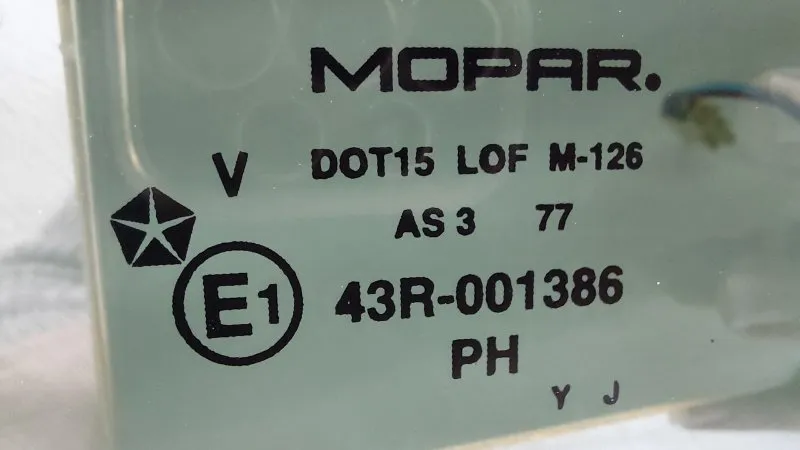 MOPAR.
V DOT15 LOF M-126
AS 3 77
E1 43R-001386
PH
Y J